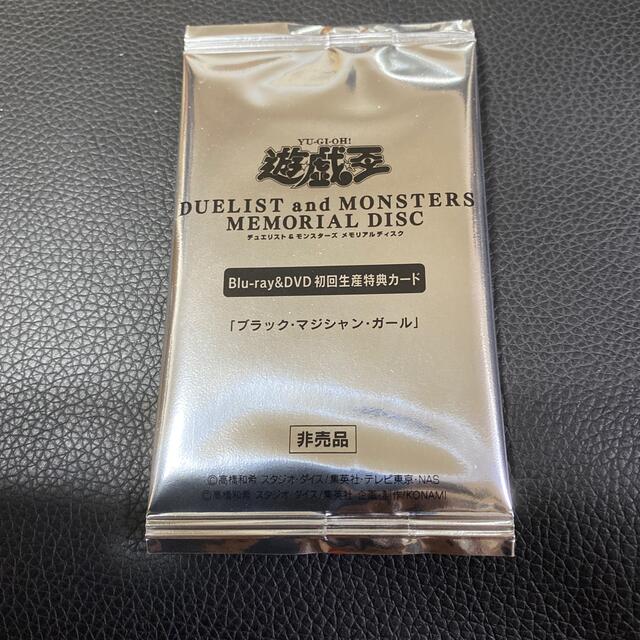 YU-GI-OH!
遊戯王
DUELIST and MONSTERS
MEMORIAL DISC
デュエリスト&モンスターズ メモリアルディスク
Blu-ray&DVD 初回生産特典カード
「ブラック・マジシャン・ガール」
非売品
©高橋和希 スタジオ・ダイス/集英社・テレビ東京・NAS
©高橋和希 スタジオ・ダイス/集英社 企画・制作/KONAMI